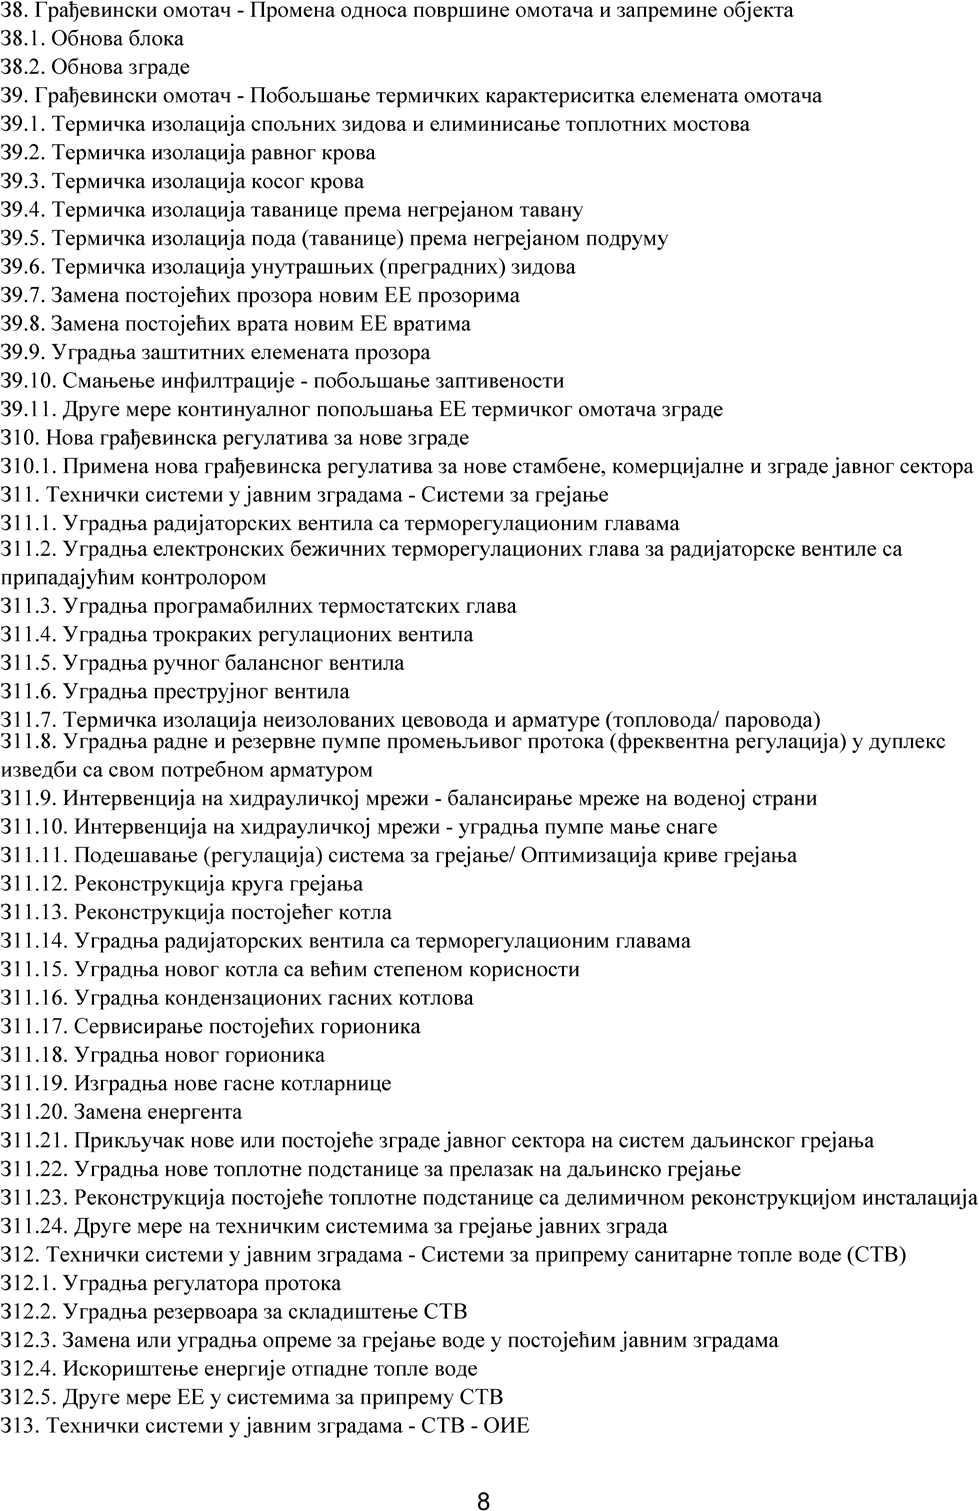 З8. Грађевински омотач - Промена односа површине омотача и запремине објекта
З8.1. Обнова блока
З8.2. Обнова зграде
З9. Грађевински омотач - Побољшање термичких карактериситка елемената омотача
З9.1. Термичка изолација спољних зидова и елиминисање топлотних мостова
З9.2. Термичка изолација равног крова
З9.3. Термичка изолација косог крова
З9.4. Термичка изолација таванице према негрејаном тавану
З9.5. Термичка изолација пода (таванице) према негрејаном подруму
З9.6. Термичка изолација унутрашњих (преградних) зидова
З9.7. Замена постојећих прозора новим ЕЕ прозорима
З9.8. Замена постојећих врата новим ЕЕ вратима
З9.9. Уградња заштитних елемената прозора
З9.10. Смањење инфилтрације - побољшање заптивености
З9.11. Друге мере континуалног попољшања ЕЕ термичког омотача зграде
З10. Нова грађевинска регулатива за нове зграде
З10.1. Примена нова грађевинска регулатива за нове стамбене, комерцијалне и зграде јавног сектора
З11. Технички системи у јавним зградама - Системи за грејање
З11.1. Уградња радијаторских вентила са терморегулационим главама
З11.2. Уградња електронских бежичних терморегулационих глава за радијаторске вентиле са
припадајућим контролором
З11.3. Уградња програмабилних термостатских глава
З11.4. Уградња трокраких регулационих вентила
З11.5. Уградња ручног балансног вентила
З11.6. Уградња преструјног вентила
З11.7. Термичка изолација неизолованих цевовода и арматуре (топловода/ паровода)
З11.8. Уградња радне и резервне пумпе промењљивог протока (фреквентна регулација) у дуплекс
изведби са свом потребном арматуром
З11.9. Интервенција на хидрауличкој мрежи - балансирање мреже на воденој страни
З11.10. Интервенција на хидрауличкој мрежи - уградња пумпе мање снаге
З11.11. Подешавање (регулација) система за грејање/ Оптимизација криве грејања
З11.12. Реконструкција круга грејања
З11.13. Реконструкција постојећег котла
З11.14. Уградња радијаторских вентила са терморегулационим главама
З11.15. Уградња новог котла са већим степеном корисности
З11.16. Уградња кондензационих гасних котлова
З11.17. Сервисирање постојећих горионика
З11.18. Уградња новог горионика
З11.19. Изградња нове гасне котларнице
З11.20. Замена енергента
З11.21. Прикључак нове или постојеће зграде јавног сектора на систем даљинског грејања
З11.22. Уградња нове топлотне подстанице за прелазак на даљинско грејање
З11.23. Реконструкција постојеће топлотне подстанице са делимичном реконструкцијом инсталација
З11.24. Друге мере на техничким системима за грејање јавних зграда
З12. Технички системи у јавним зградама - Системи за припрему санитарне топле воде (СТВ)
З12.1. Уградња регулатора протока
З12.2. Уградња резервоара за складиштење СТВ
З12.3. Замена или уградња опреме за грејање воде у постојећим јавним зградама
З12.4. Искориштење енергије отпадне топле воде
З12.5. Друге мере ЕЕ у системима за припрему СТВ
З13. Технички системи у јавним зградама - СТВ - ОИЕ
8